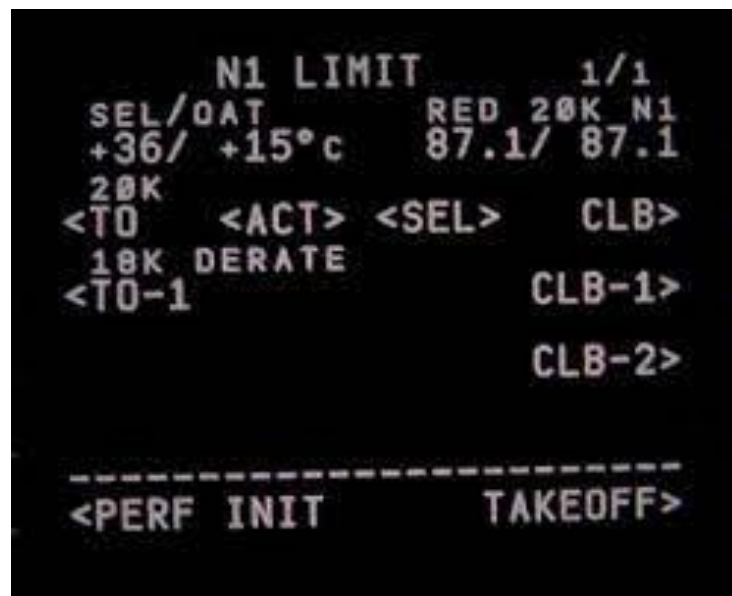 N1 LIMIT 1/1
SEL/OAT RED 20K N1
+36/ +15°C 87.1/ 87.1
20K
<TO <ACT> <SEL> CLB>
18K DERATE
<TO-1 CLB-1>
CLB-2>
------------------------
<PERF INIT TAKEOFF>